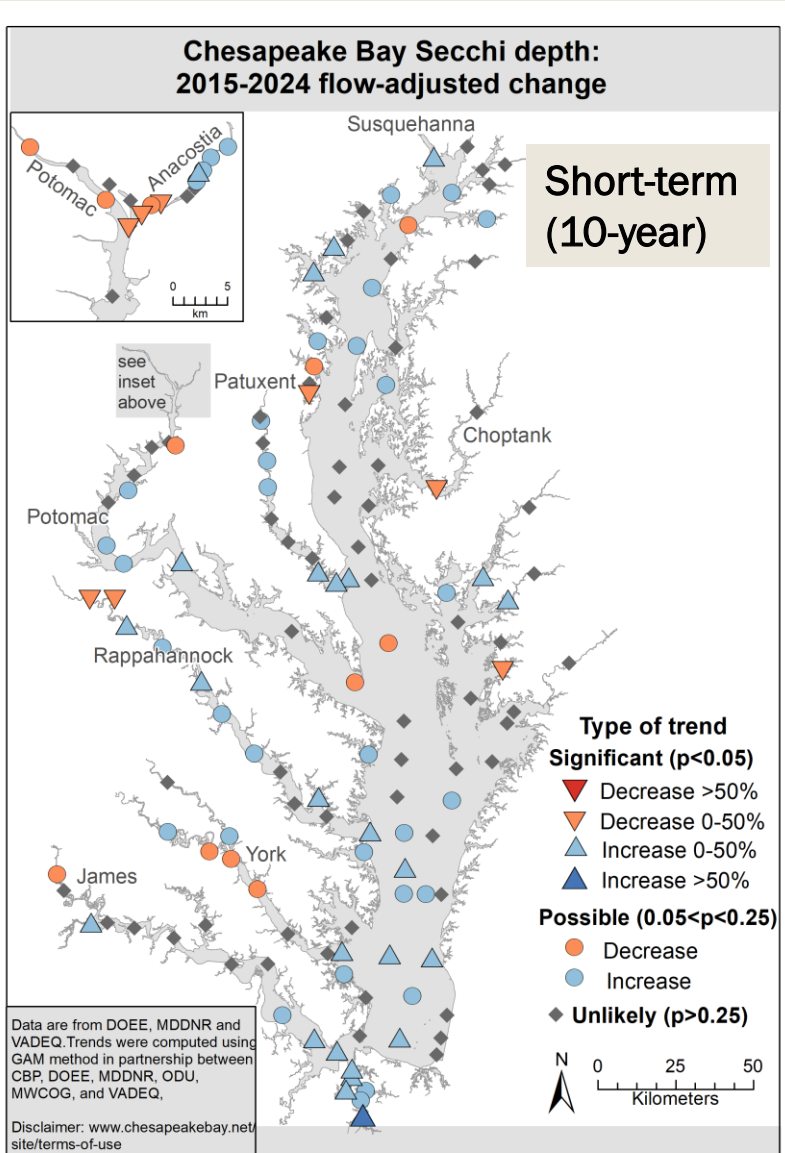 Chesapeake Bay Secchi depth:
2015-2024 flow-adjusted change
Susquehanna
Short-term
(10-year)
Potomac
Anacostia
0 5
km
see
inset
above
Patuxent
Choptank
Potomac
Rappahannock
York
James
Type of trend
Significant (p<0.05)
Decrease >50%
Decrease 0-50%
Increase 0-50%
Increase >50%
Possible (0.05<p<0.25)
Decrease
Increase
Unlikely (p>0.25)
N
0 25 50
Kilometers
Data are from DOEE, MDDNR and
VADEQ.Trends were computed using
GAM method in partnership between
CBP, DOEE, MDDNR, ODU,
MWCOG, and VADEQ,
Disclaimer: www.chesapeakebay.net/
site/terms-of-use